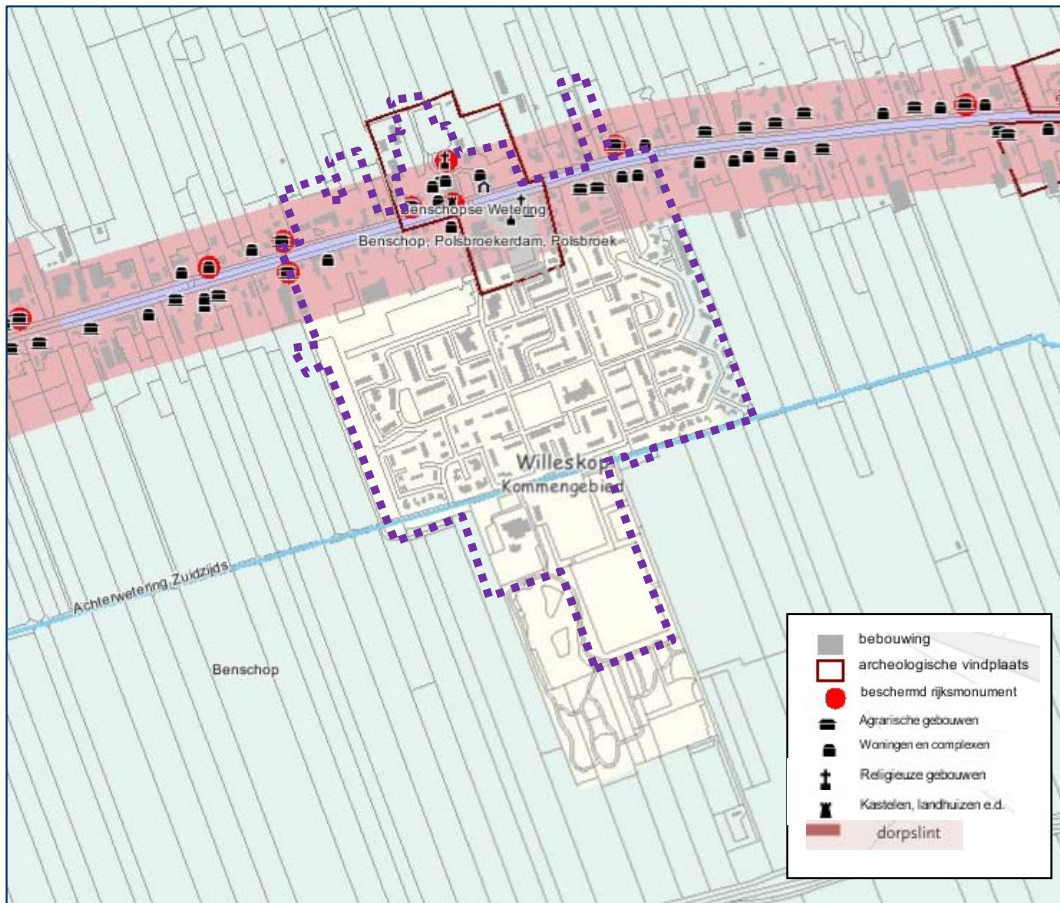 Benschopse Wetering
Benschop, Polsbroekerdam, Polsbroek
Willeskop
Kommengebied
Achterwetering Zuidzijds
Benschop
bebouwing
archeologische vindplaats
beschermd rijksmonument
Agrarische gebouwen
Woningen en complexen
Religieuze gebouwen
Kastelen, landhuizen e.d.
dorpslint